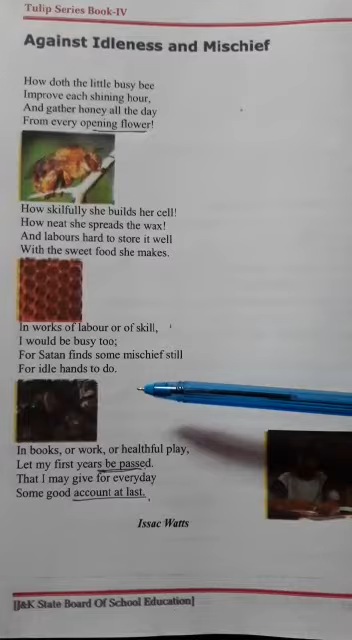 Tulip Series Book-IV
Against Idleness and Mischief
How doth the little busy bee
Improve each shining hour,
And gather honey all the day
From every opening flower!
How skilfully she builds her cell!
How neat she spreads the wax!
And labours hard to store it well
With the sweet food she makes.
In works of labour or of skill,
I would be busy too;
For Satan finds some mischief still
For idle hands to do.
In books, or work, or healthful play,
Let my first years be passed.
That I may give for everyday
Some good account at last.
Issac Watts
[J&K State Board Of School Education]